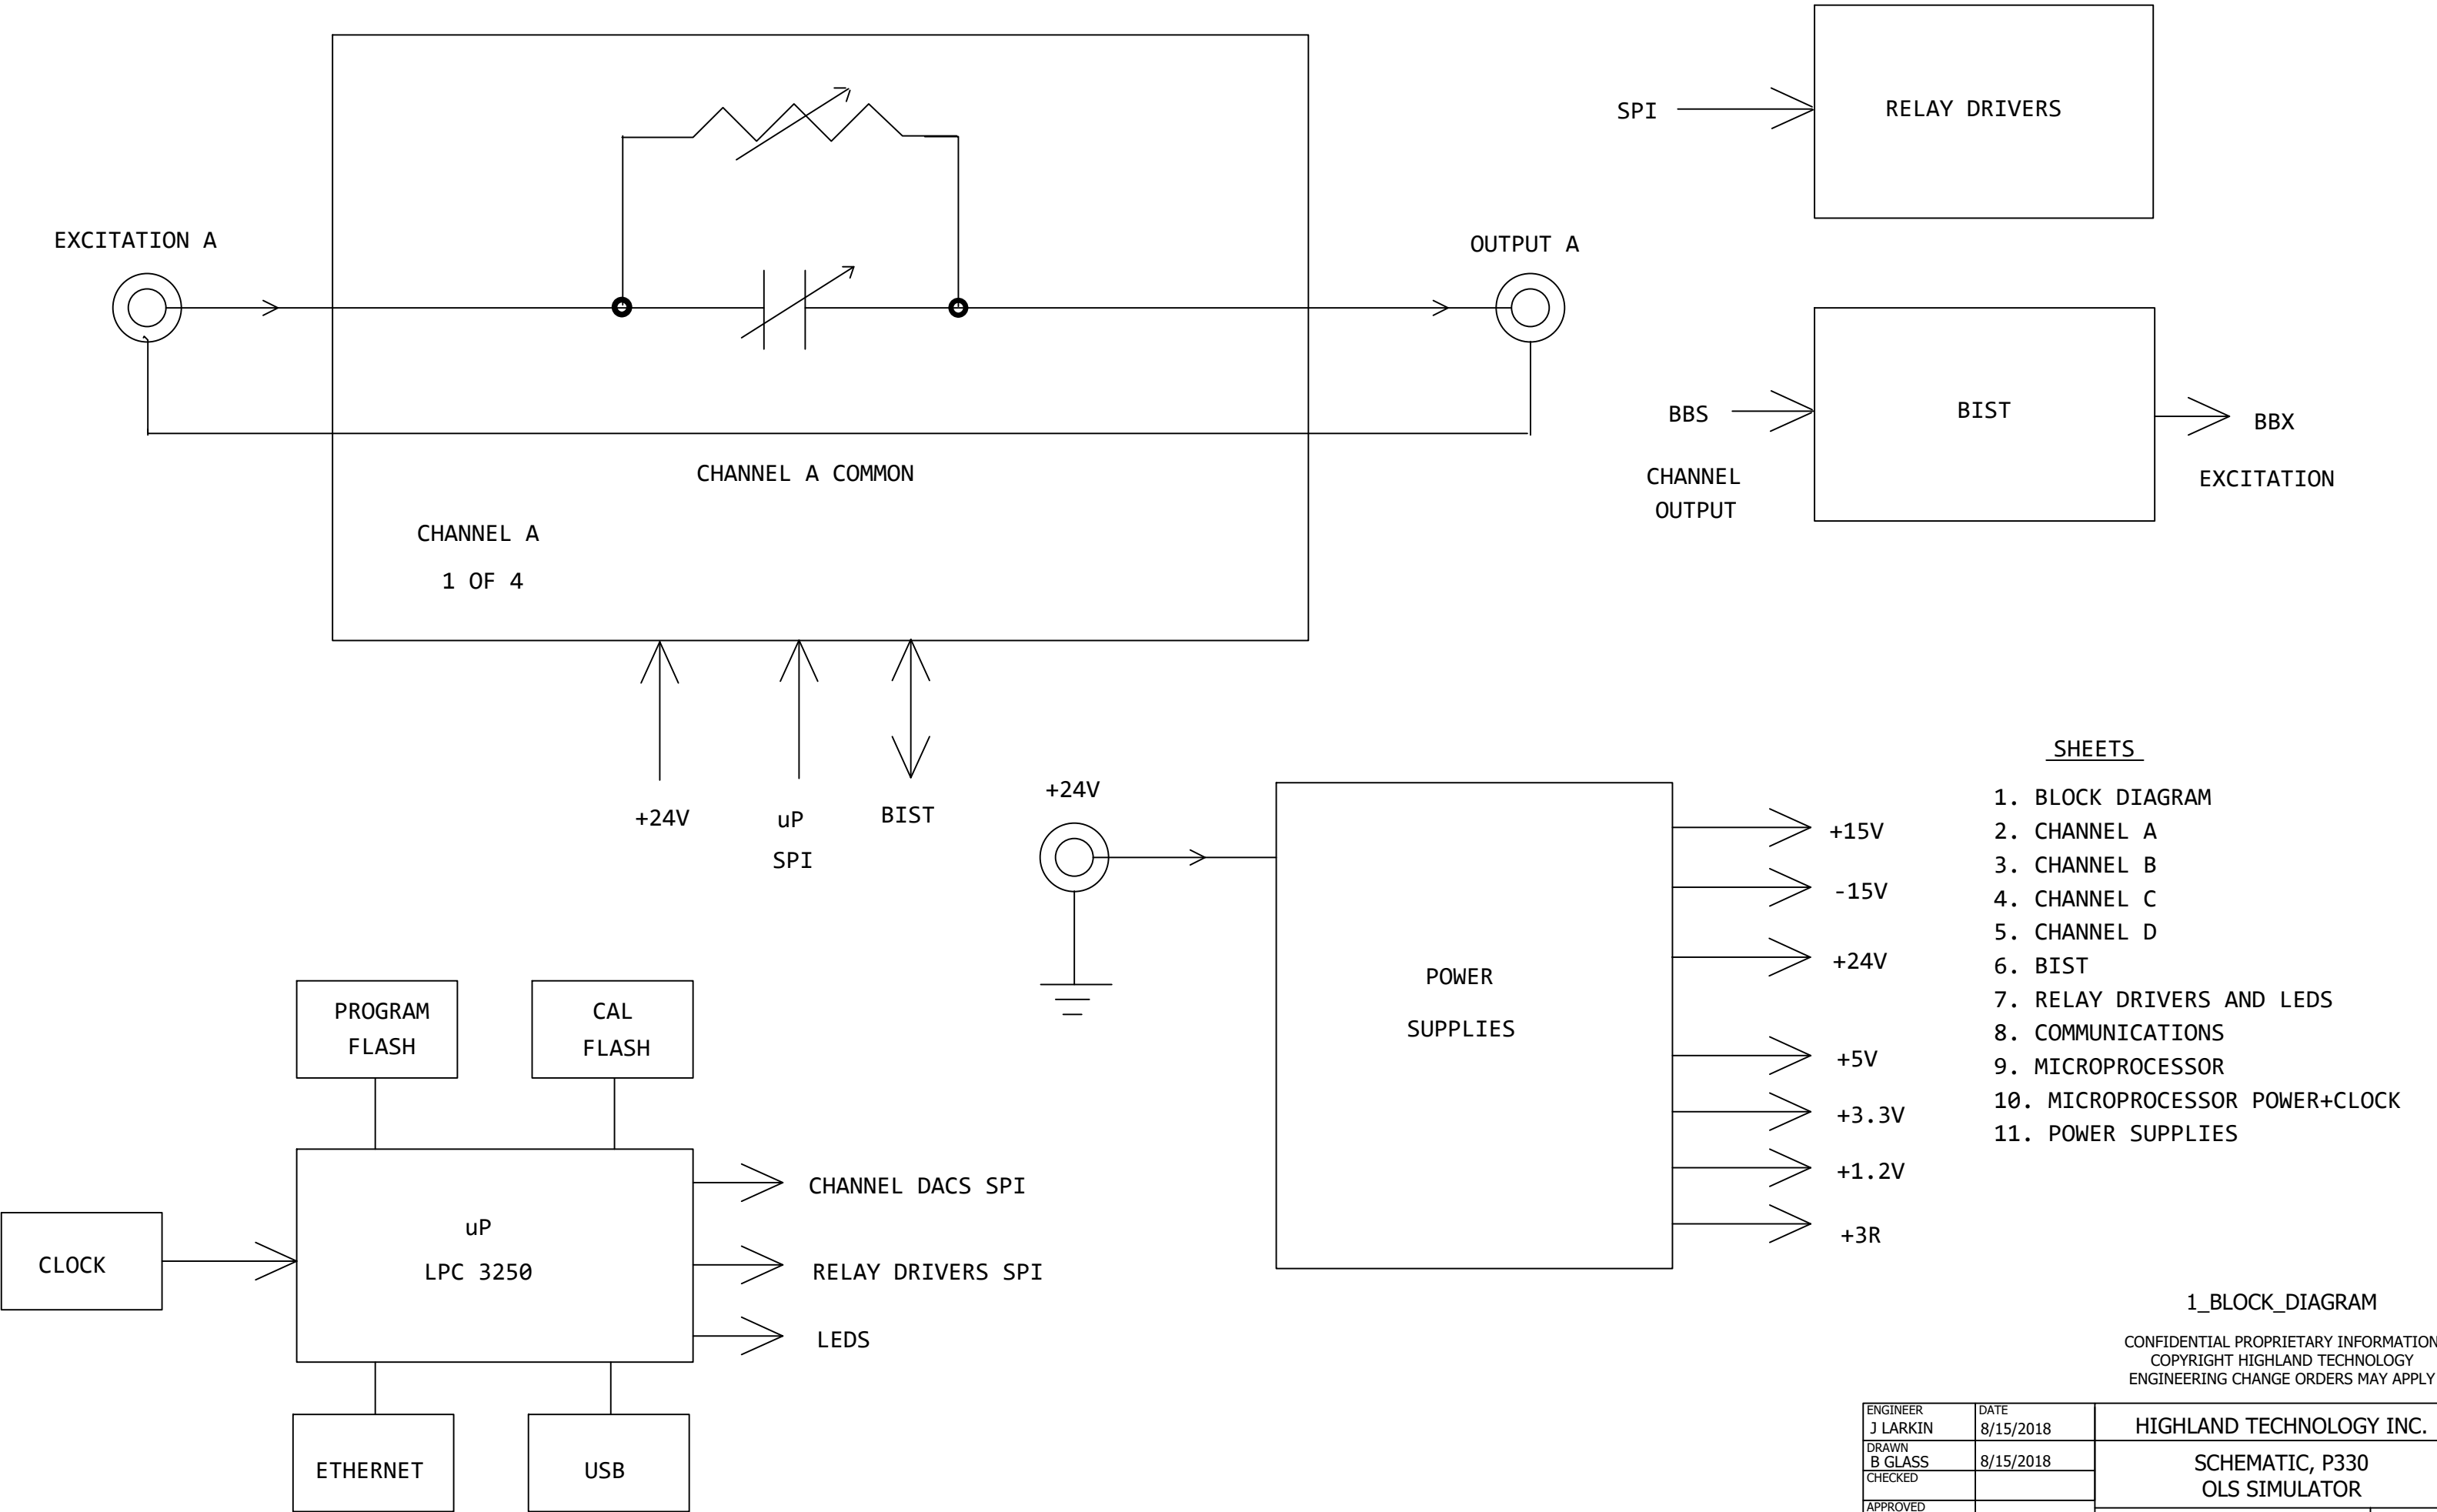 EXCITATION A
OUTPUT A
CHANNEL A COMMON
CHANNEL A
1 OF 4
+24V
uP
SPI
BIST
SPI
RELAY DRIVERS
BBS
CHANNEL
OUTPUT
BIST
BBX
EXCITATION
+24V
POWER
SUPPLIES
+15V
-15V
+24V
+5V
+3.3V
+1.2V
+3R
SHEETS
1. BLOCK DIAGRAM
2. CHANNEL A
3. CHANNEL B
4. CHANNEL C
5. CHANNEL D
6. BIST
7. RELAY DRIVERS AND LEDS
8. COMMUNICATIONS
9. MICROPROCESSOR
10. MICROPROCESSOR POWER+CLOCK
11. POWER SUPPLIES
PROGRAM
FLASH
CAL
FLASH
CLOCK
uP
LPC 3250
CHANNEL DACS SPI
RELAY DRIVERS SPI
LEDS
ETHERNET
USB
1_BLOCK_DIAGRAM
CONFIDENTIAL PROPRIETARY INFORMATION
COPYRIGHT HIGHLAND TECHNOLOGY
ENGINEERING CHANGE ORDERS MAY APPLY
ENGINEER
J LARKIN
DATE
8/15/2018
HIGHLAND TECHNOLOGY INC.
DRAWN
B GLASS
8/15/2018
SCHEMATIC, P330
OLS SIMULATOR
CHECKED
APPROVED